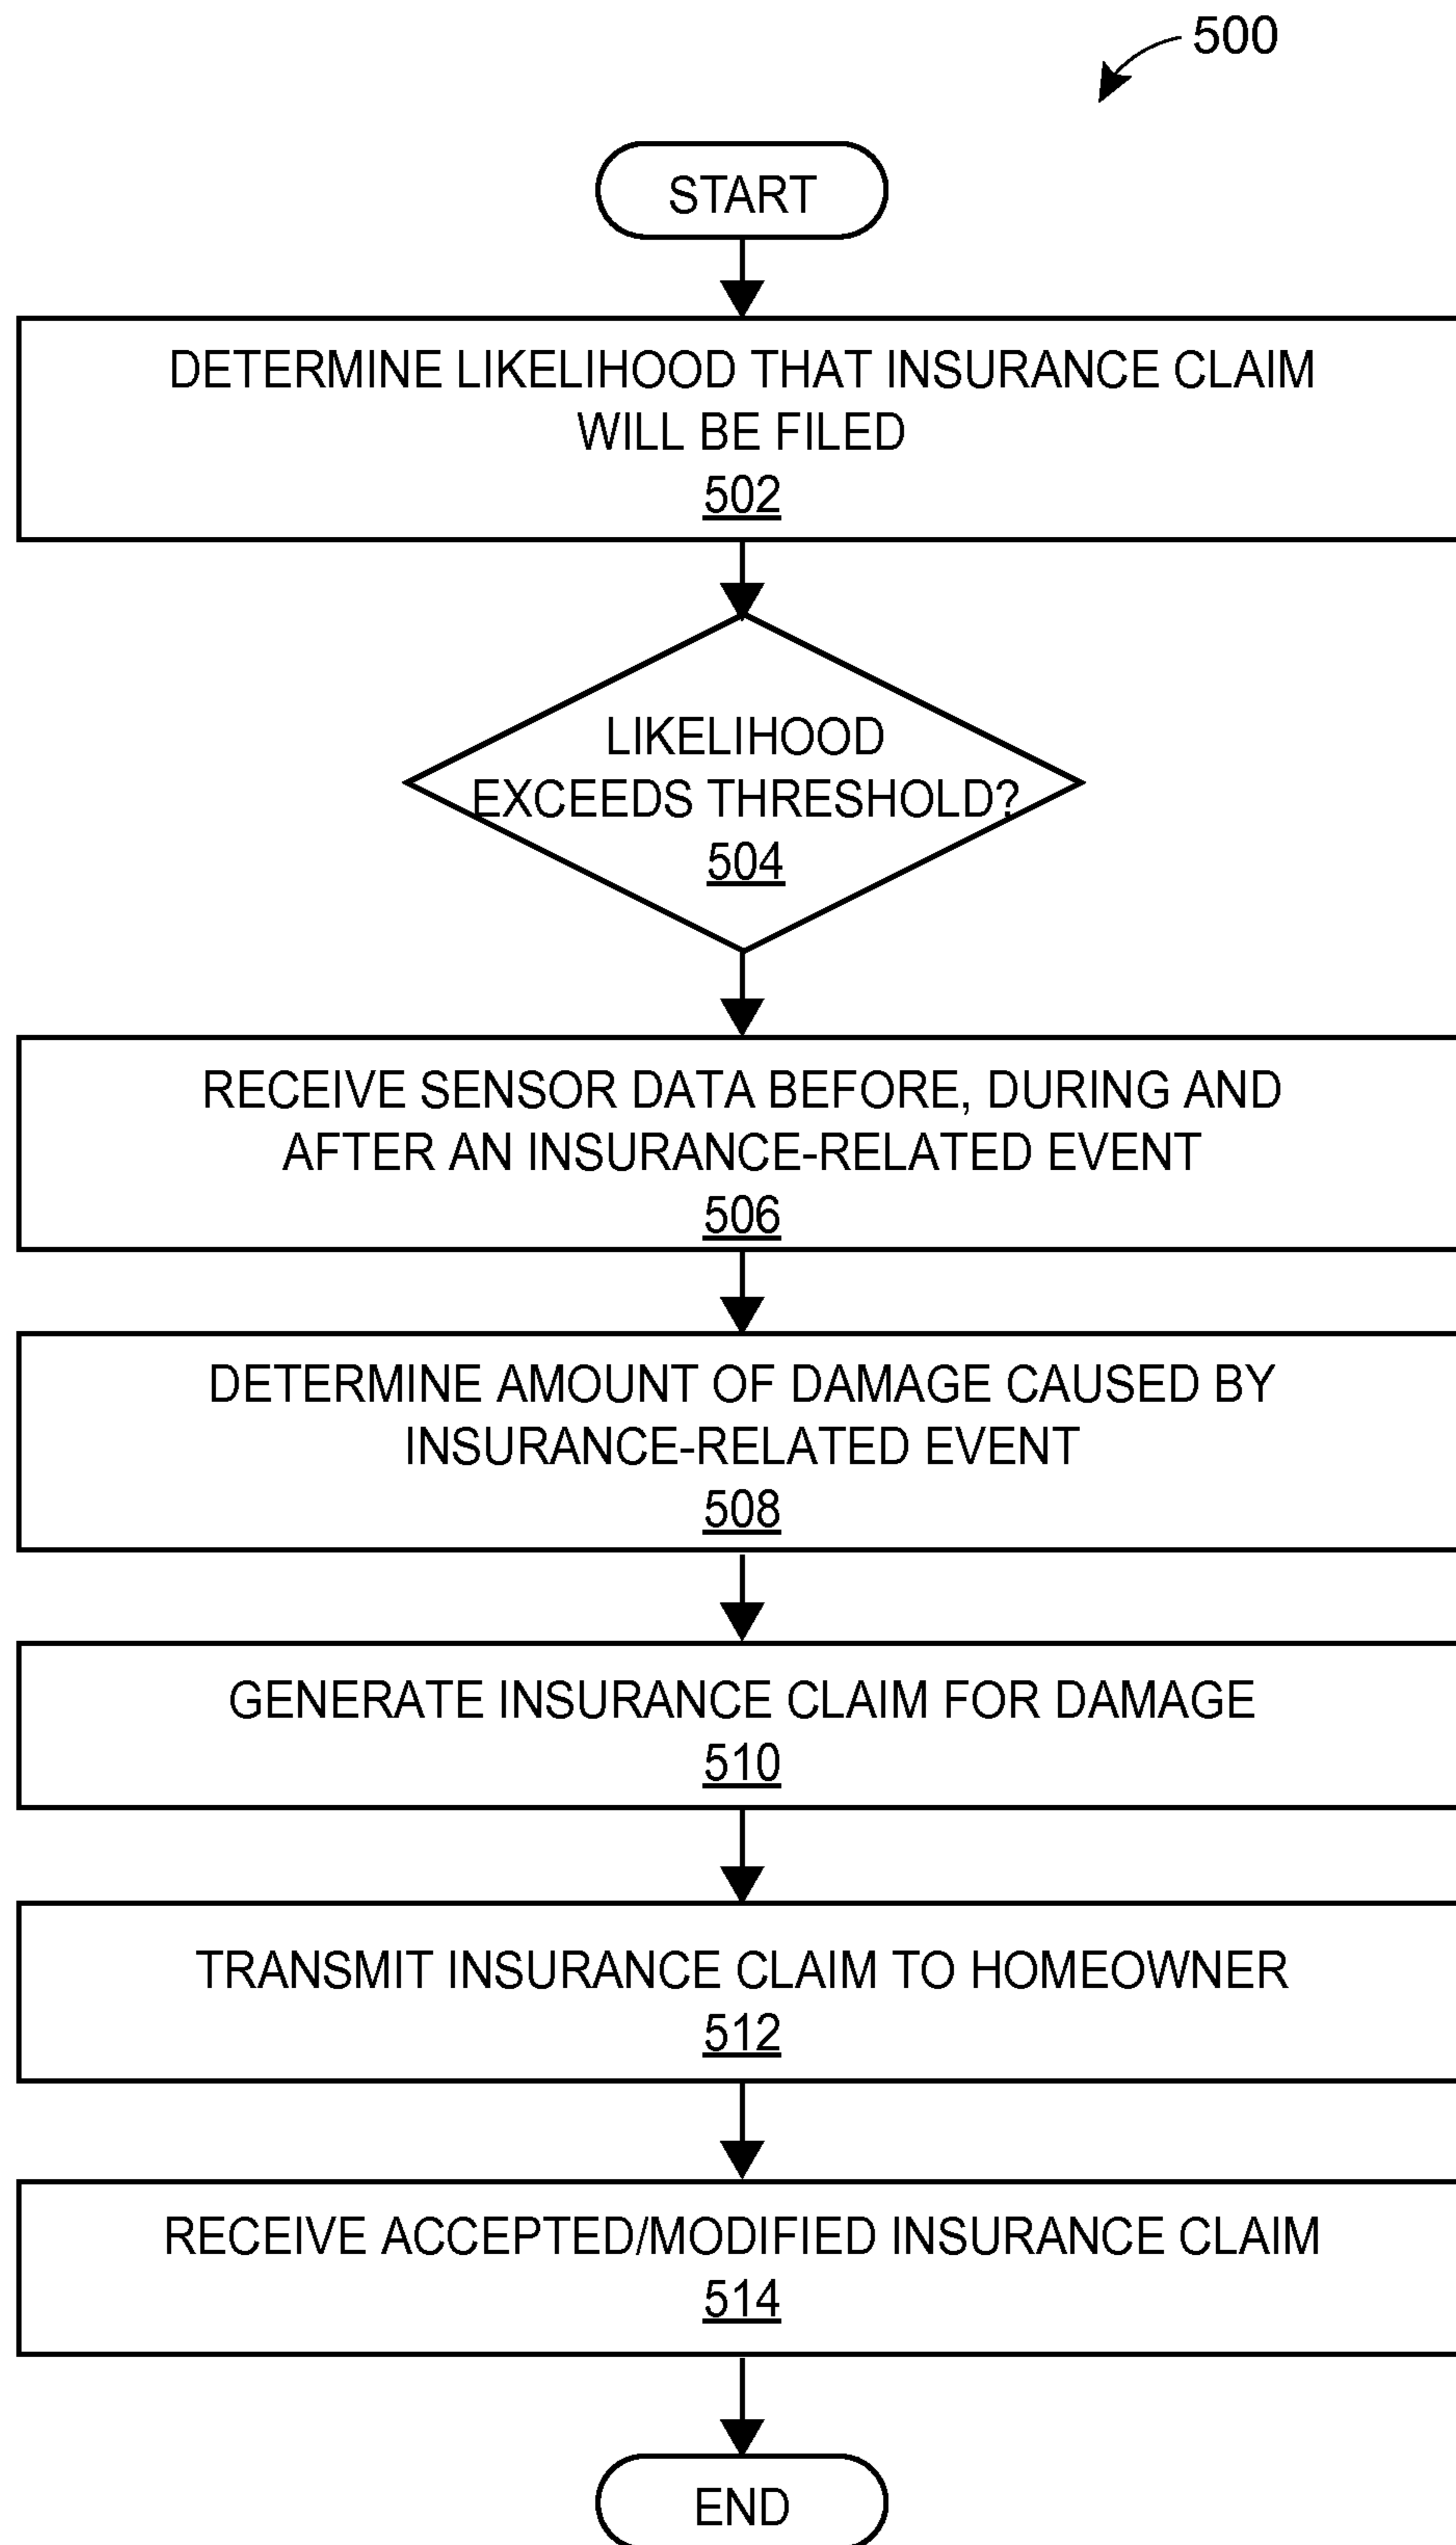 500
START
DETERMINE LIKELIHOOD THAT INSURANCE CLAIM
WILL BE FILED
502
LIKELIHOOD
EXCEEDS THRESHOLD?
504
RECEIVE SENSOR DATA BEFORE, DURING AND
AFTER AN INSURANCE-RELATED EVENT
506
DETERMINE AMOUNT OF DAMAGE CAUSED BY
INSURANCE-RELATED EVENT
508
GENERATE INSURANCE CLAIM FOR DAMAGE
510
TRANSMIT INSURANCE CLAIM TO HOMEOWNER
512
RECEIVE ACCEPTED/MODIFIED INSURANCE CLAIM
514
END